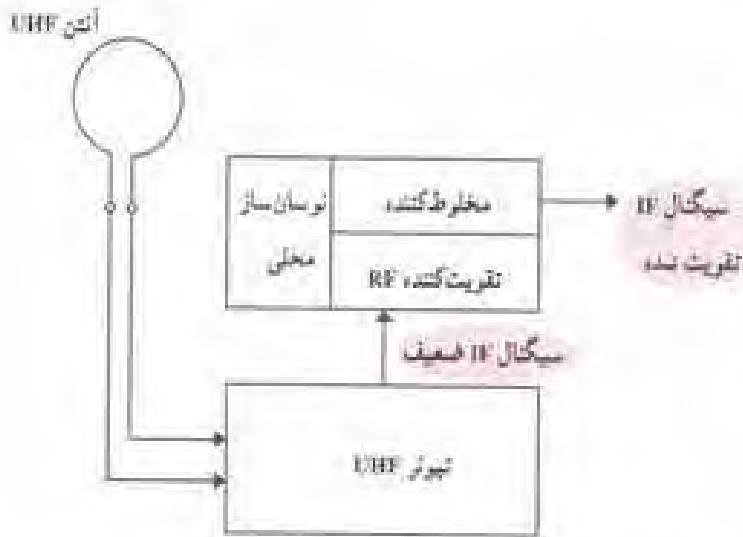 آنتن UHF
نوسان‌ساز
محلی
مخلوط‌کننده
تقویت‌کننده RF
سیگنال IF
تقویت شده
سیگنال IF ضعیف
تیونر UHF